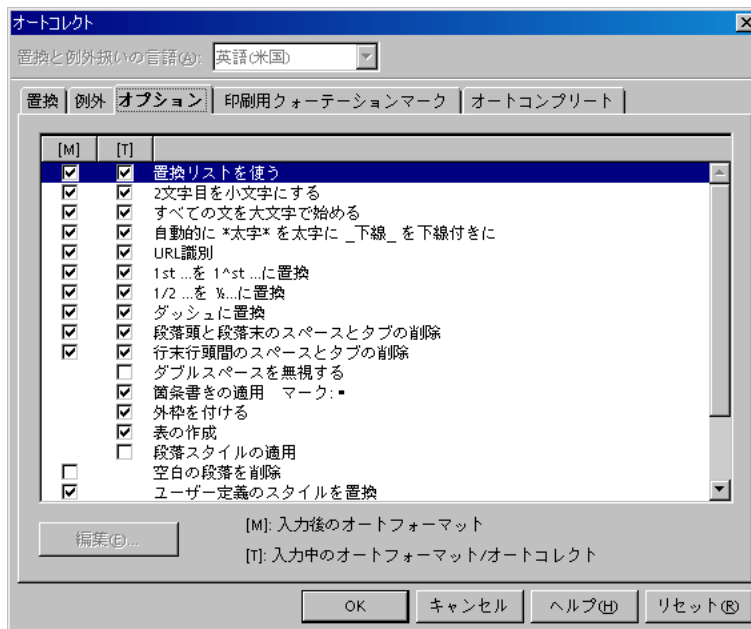 オートコレクト
置換と例外扱いの言語(A): 英語(米国)
置換 例外 オプション 印刷用クォーテーションマーク オートコンプリート
[M] [T]
置換リストを使う
2文字目を小文字にする
すべての文を大文字で始める
自動的に *太字* を太字に _下線_ を下線付きに
URL識別
1st ...を 1^st ...に置換
1/2 ...を ½...に置換
ダッシュに置換
段落頭と段落末のスペースとタブの削除
行末行頭間のスペースとタブの削除
ダブルスペースを無視する
箇条書きの適用 マーク: ▪
外枠を付ける
表の作成
段落スタイルの適用
空白の段落を削除
ユーザー定義のスタイルを置換
編集(E)...
[M]: 入力後のオートフォーマット
[T]: 入力中のオートフォーマット/オートコレクト
OK キャンセル ヘルプ(H) リセット(R)